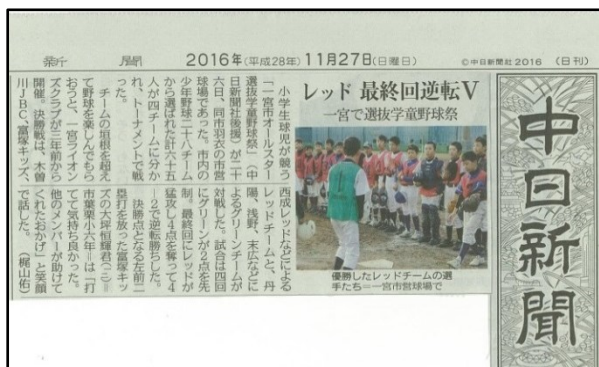 新 聞 2016年(平成28年)11月27日(日曜日) ©中日新聞社2016 (日刊)
中日新聞
レッド 最終回逆転V
一宮で選抜学童野球祭
小学生球児が競う
「一宮市オールスター
選抜学童野球祭」(中
日新聞社後援)が二十
六日、同市羽衣の市営
球場であった。市内の
少年野球二十八チーム
から選ばれた計六十五
人が四チームに分か
れ、トーナメントで戦
った。
チームの垣根を超え
て野球を楽しんでもら
おうと、一宮ライオン
ズクラブが三年前から
開催。決勝戦は、木曽
川JBC、富塚キッズ、
西成レッドなどによる
レッドチームと、丹
陽、浅野、末広などに
よるグリーンチームが
対戦した。試合は四回
にグリーンが2点を先
制。最終回にレッドが
猛攻し4点を奪って4
-2で逆転勝ちした。
決勝点となる左前二
塁打を放った富塚キッ
ズの大坪恒輝君(一二)=
市葉栗小六年=は「打
てて気持ち良かった。
他のメンバーが助けて
くれたおかげ」と笑顔
で話した。 (梶山佑)
優勝したレッドチームの選
手たち=一宮市営球場で